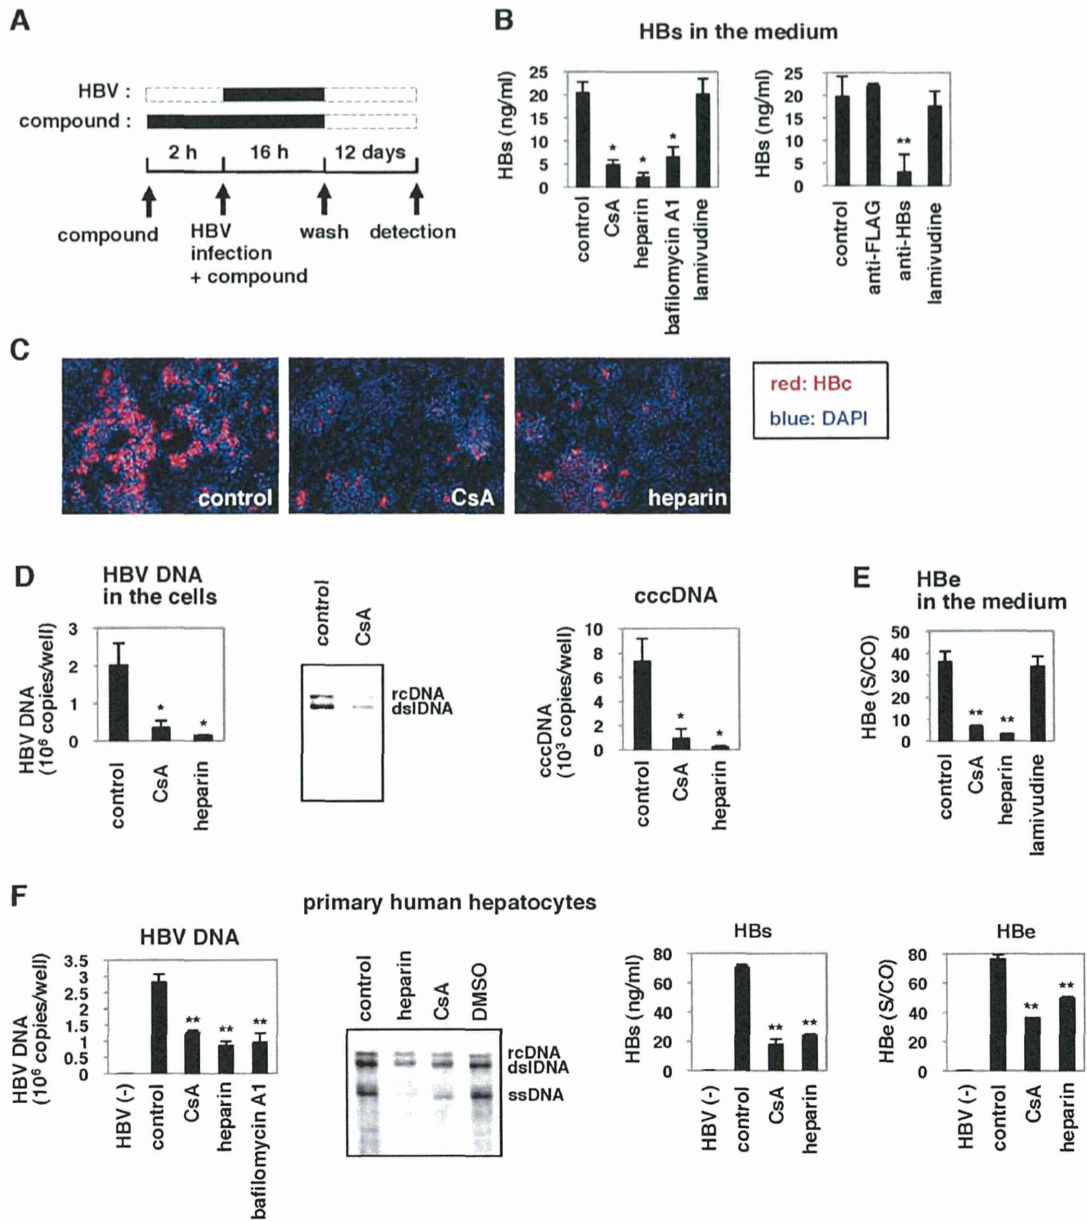 A
HBV :
compound :
2 h
16 h
12 days
compound
HBV
infection
+ compound
wash
detection
B
HBs in the medium
HBs (ng/ml)
25
20
15
10
5
0
control
CsA
heparin
bafilomycin A1
lamivudine
*
*
*
HBs (ng/ml)
25
20
15
10
5
0
control
anti-FLAG
anti-HBs
lamivudine
**
C
control
CsA
heparin
red: HBc
blue: DAPI
D
HBV DNA
in the cells
HBV DNA
(10⁶ copies/well)
3
2
1
0
*
*
control
CsA
heparin
control
CsA
rcDNA
dslDNA
cccDNA
cccDNA
(10³ copies/well)
10
8
6
4
2
0
*
*
control
CsA
heparin
E
HBe
in the medium
HBe (S/CO)
50
40
30
20
10
0
**
**
control
CsA
heparin
lamivudine
F
primary human hepatocytes
HBV DNA
HBV DNA
(10⁶ copies/well)
3.5
3
2.5
2
1.5
1
0.5
0
**
**
**
HBV (-)
control
CsA
heparin
bafilomycin A1
control
heparin
CsA
DMSO
rcDNA
dslDNA
ssDNA
HBs
HBs (ng/ml)
80
60
40
20
0
**
**
HBV (-)
control
CsA
heparin
HBe
HBe (S/CO)
80
60
40
20
0
**
**
HBV (-)
control
CsA
heparin